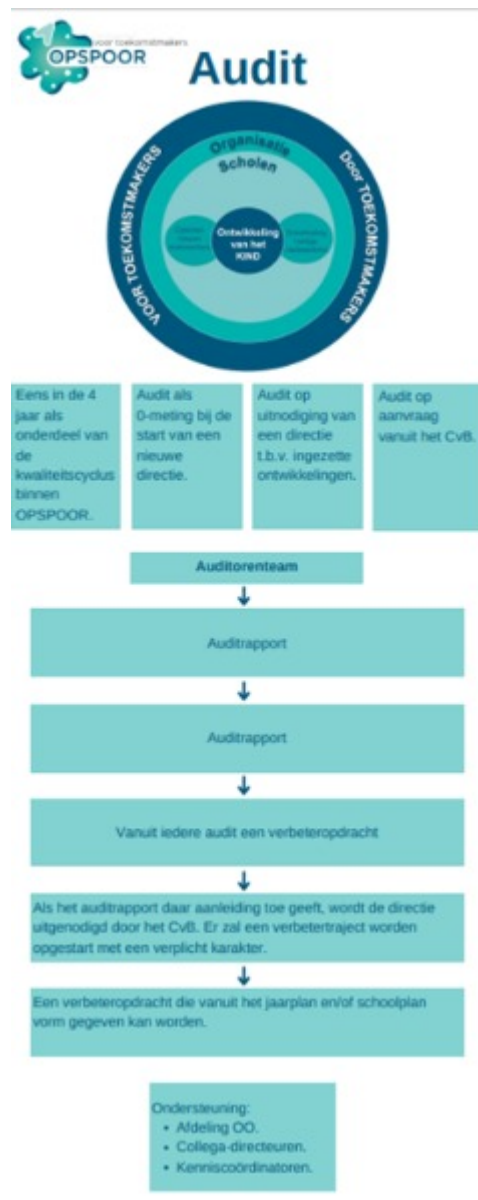 voor toekomstmakers
OPSPOOR
Audit
VOOR TOEKOMSTMAKERS
Door TOEKOMSTMAKERS
Organisatie
Scholen
Ontwikkeling
van het
KIND
Eens in de 4
jaar als
onderdeel van
de
kwaliteitscyclus
binnen
OPSPOOR.
Audit als
0-meting bij de
start van een
nieuwe
directie.
Audit op
uitnodiging van
een directie
t.b.v. ingezette
ontwikkelingen.
Audit op
aanvraag
vanuit het CvB.
Auditorenteam
Auditrapport
Auditrapport
Vanuit iedere audit een verbeteropdracht
Als het auditrapport daar aanleiding toe geeft, wordt de directie
uitgenodigd door het CvB. Er zal een verbetertraject worden
opgestart met een verplicht karakter.
Een verbeteropdracht die vanuit het jaarplan en/of schoolplan
vorm gegeven kan worden.
Ondersteuning:
• Afdeling OO.
• Collega-directeuren.
• Kenniscoördinatoren.